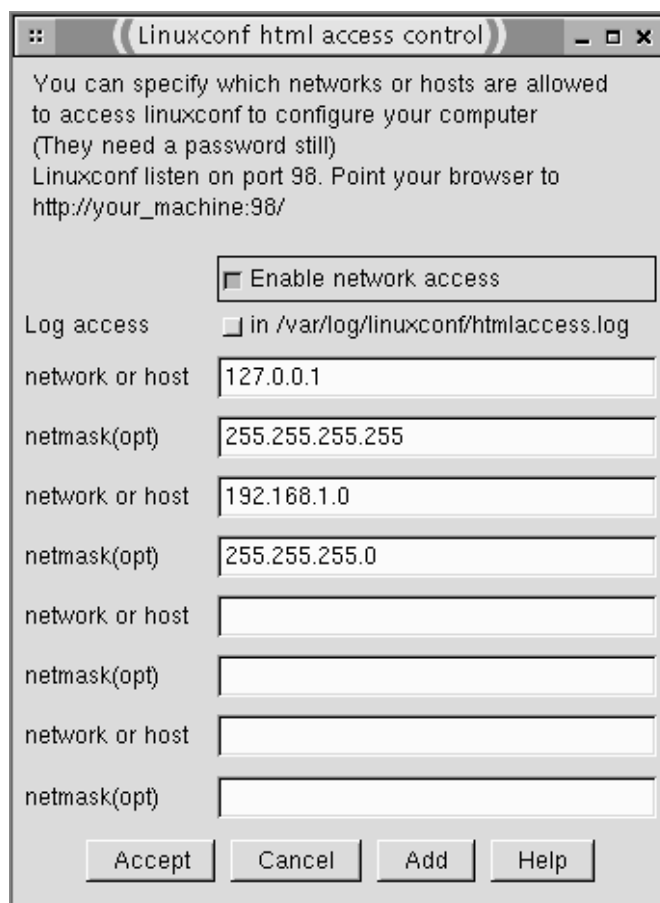 Linuxconf html access control
You can specify which networks or hosts are allowed
to access linuxconf to configure your computer
(They need a password still)
Linuxconf listen on port 98. Point your browser to
http://your_machine:98/
Enable network access
Log access in /var/log/linuxconf/htmlaccess.log
network or host 127.0.0.1
netmask(opt) 255.255.255.255
network or host 192.168.1.0
netmask(opt) 255.255.255.0
network or host
netmask(opt)
network or host
netmask(opt)
Accept Cancel Add Help